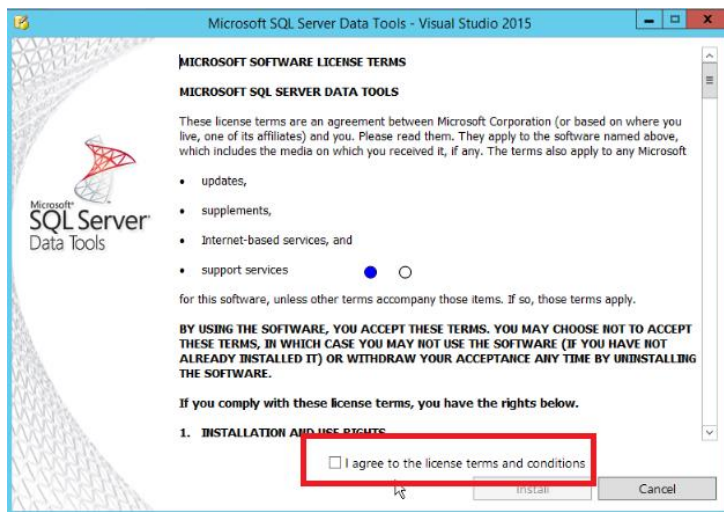 Microsoft SQL Server Data Tools - Visual Studio 2015
MICROSOFT SOFTWARE LICENSE TERMS
MICROSOFT SQL SERVER DATA TOOLS
These license terms are an agreement between Microsoft Corporation (or based on where you
live, one of its affiliates) and you. Please read them. They apply to the software named above,
which includes the media on which you received it, if any. The terms also apply to any Microsoft
• updates,
• supplements,
• Internet-based services, and
• support services
for this software, unless other terms accompany those items. If so, those terms apply.
BY USING THE SOFTWARE, YOU ACCEPT THESE TERMS. YOU MAY CHOOSE NOT TO ACCEPT
THESE TERMS, IN WHICH CASE YOU MAY NOT USE THE SOFTWARE (IF YOU HAVE NOT
ALREADY INSTALLED IT) OR WITHDRAW YOUR ACCEPTANCE ANY TIME BY UNINSTALLING
THE SOFTWARE.
If you comply with these license terms, you have the rights below.
1. INSTALLATION AND USE RIGHTS
Microsoft®
SQL Server
Data Tools
I agree to the license terms and conditions
Install
Cancel